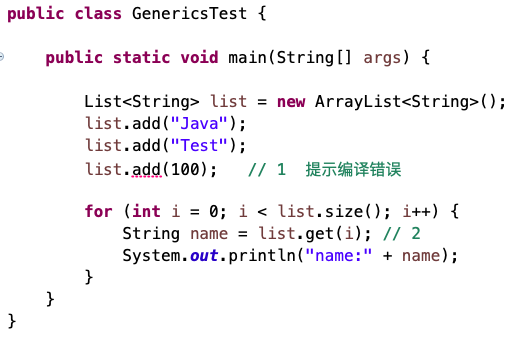 public class GenericsTest {
public static void main(String[] args) {
List<String> list = new ArrayList<String>();
list.add("Java");
list.add("Test");
list.add(100);   // 1  提示编译错误
for (int i = 0; i < list.size(); i++) {
String name = list.get(i); // 2
System.out.println("name:" + name);
}
}
}